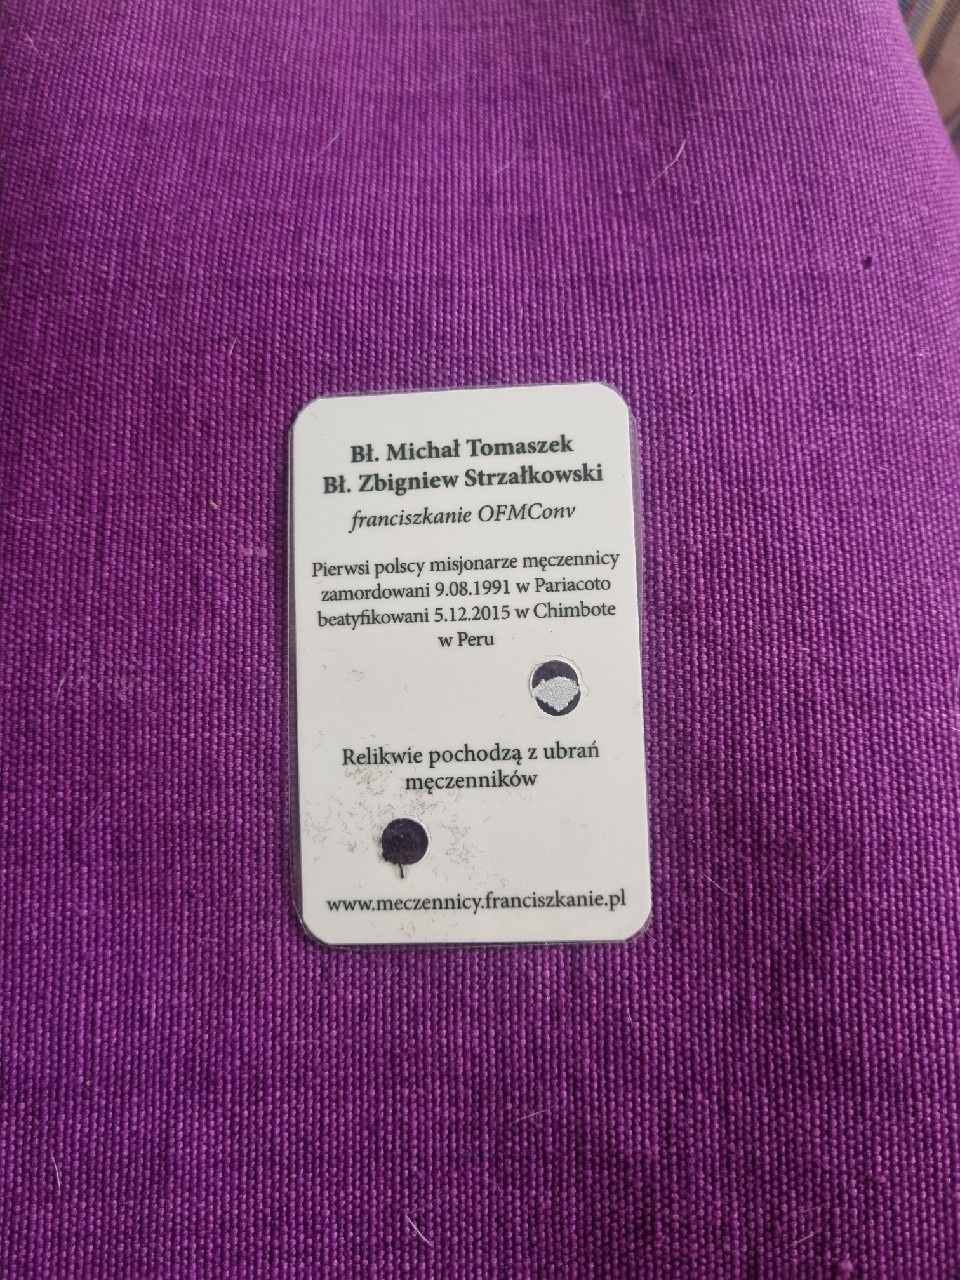 Bł. Michał Tomaszek
Bł. Zbigniew Strzałkowski
franciszkanie OFMConv
Pierwsi polscy misjonarze męczennicy
zamordowani 9.08.1991 w Pariacoto
beatyfikowani 5.12.2015 w Chimbote
w Peru
Relikwie pochodzą z ubrań
męczenników
www.meczennicy.franciszkanie.pl